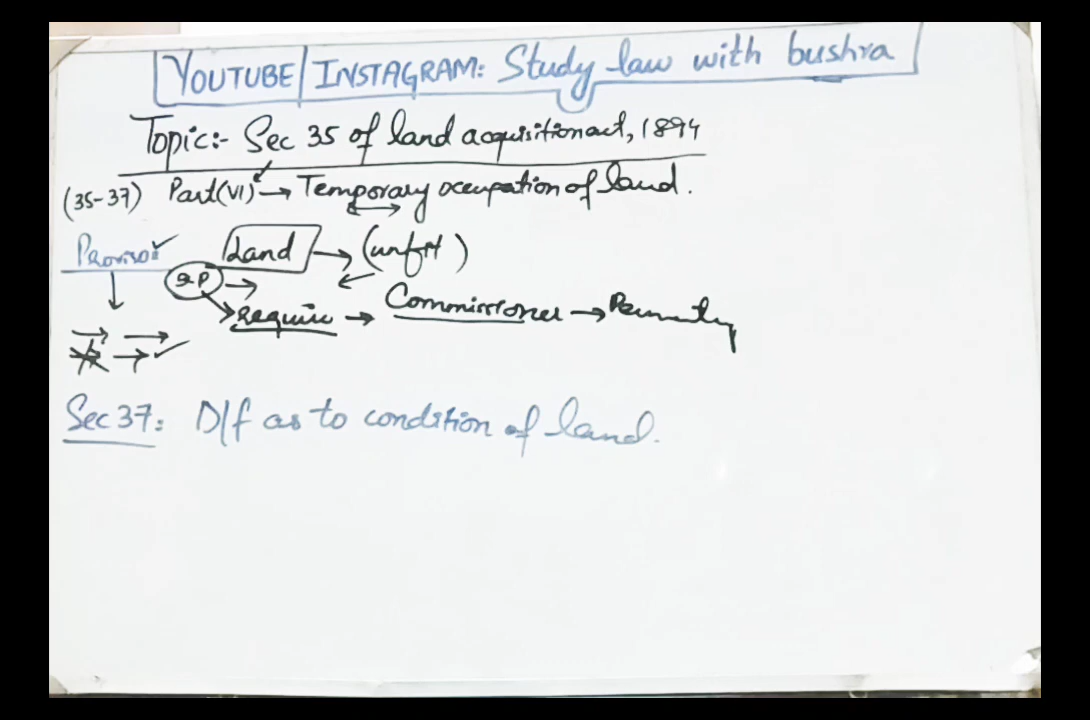 YOUTUBE/INSTAGRAM: Study law with bushra
Topic:- Sec 35 of land acquisition act, 1894
(35-37) Part(VI) → Temporary occupation of land.
Proviso: Land → (unfit)
→ require → Commissioner →
Sec 37: D/f as to condition of land.